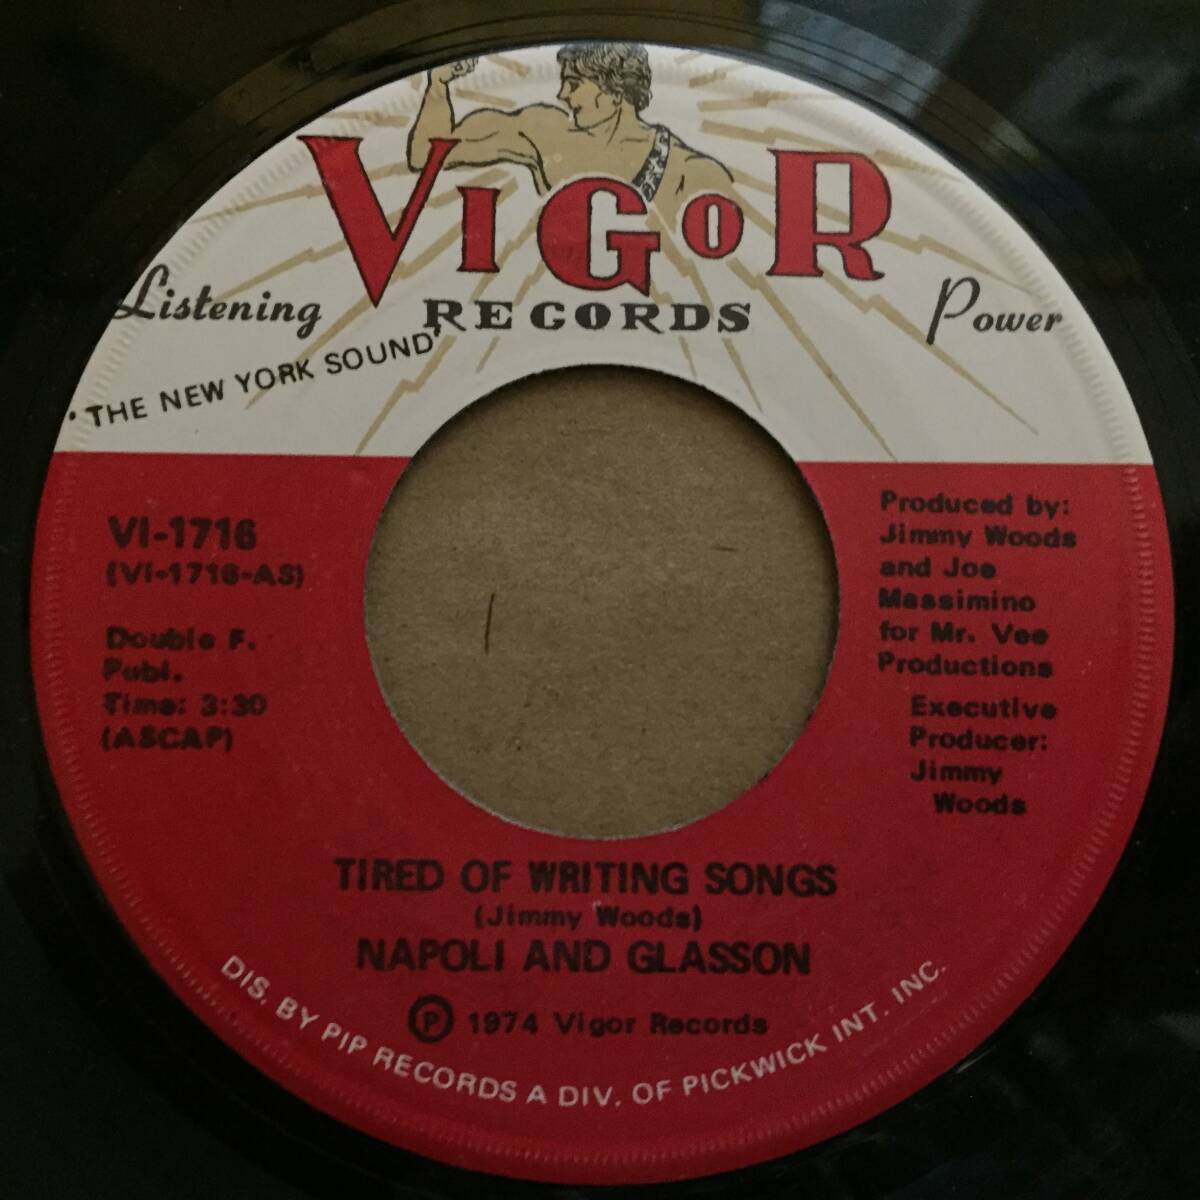 VIGOR
Listening
RECORDS
Power
"THE NEW YORK SOUND"
VI-1716
(VI-1716-AS)
Double F.
Publ.
Time: 3:30
(ASCAP)
Produced by:
Jimmy Woods
and Joe
Massimino
for Mr. Vee
Productions
Executive
Producer:
Jimmy
Woods
TIRED OF WRITING SONGS
(Jimmy Woods)
NAPOLI AND GLASSON
Ⓟ 1974 Vigor Records
DIS. BY PIP RECORDS A DIV. OF PICKWICK INT. INC.